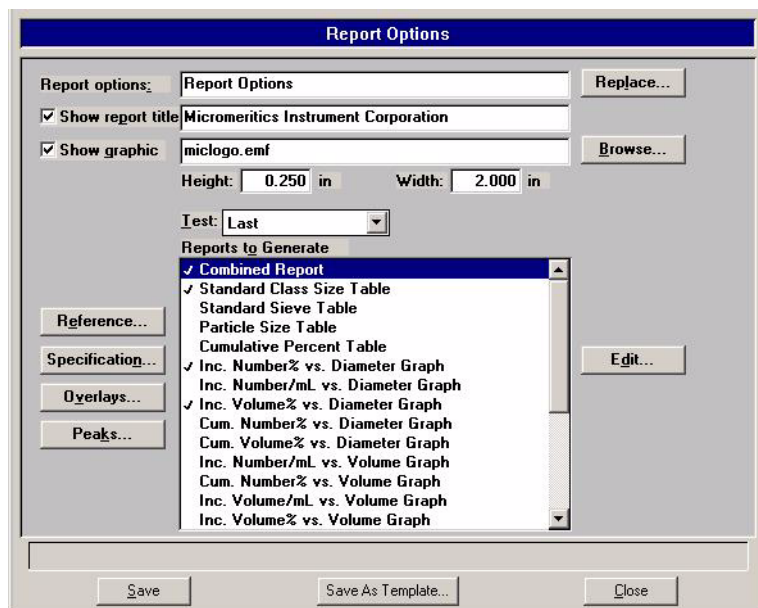 Report Options
Report options: Report Options Replace...
✓ Show report title Micromeritics Instrument Corporation
✓ Show graphic miclogo.emf Browse...
Height: 0.250 in Width: 2.000 in
Test: Last
Reports to Generate
✓ Combined Report
✓ Standard Class Size Table
Standard Sieve Table
Particle Size Table
Cumulative Percent Table
✓ Inc. Number% vs. Diameter Graph
Inc. Number/mL vs. Diameter Graph
✓ Inc. Volume% vs. Diameter Graph
Cum. Number% vs. Diameter Graph
Cum. Volume% vs. Diameter Graph
Inc. Number/mL vs. Volume Graph
Cum. Number% vs. Volume Graph
Inc. Volume/mL vs. Volume Graph
Inc. Volume% vs. Volume Graph
Reference...
Specification...
Overlays...
Peaks...
Edit...
Save Save As Template... Close